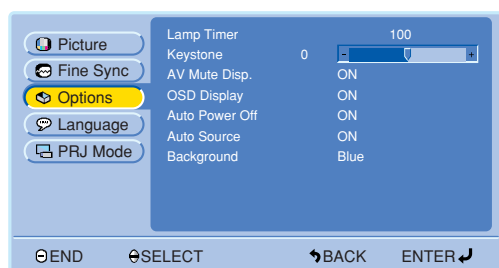 Picture
Fine Sync
Options
Language
PRJ Mode
Lamp Timer 100
Keystone 0 - +
AV Mute Disp. ON
OSD Display ON
Auto Power Off ON
Auto Source ON
Background Blue
END SELECT BACK ENTER